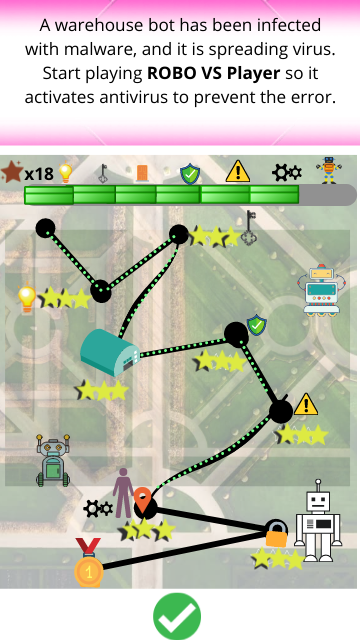 A warehouse bot has been infected
with malware, and it is spreading virus.
Start playing ROBO VS Player so it
activates antivirus to prevent the error.
x18
1